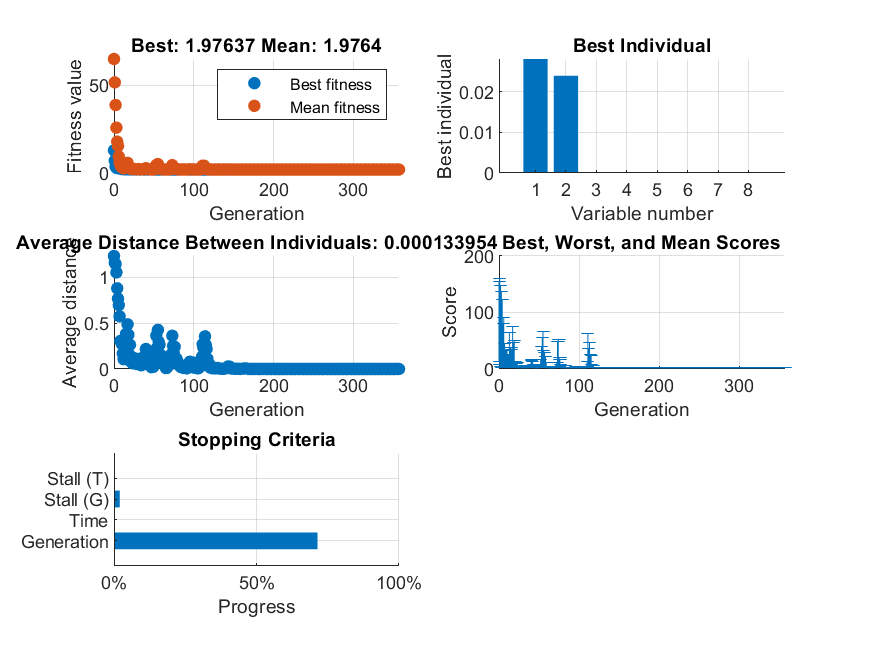 Best: 1.97637 Mean: 1.9764
Fitness value
50
0
Best fitness
Mean fitness
0 100 200 300
Generation
Best Individual
Best individual
0.02
0.01
0
1 2 3 4 5 6 7 8
Variable number
Average Distance Between Individuals: 0.000133954
Average distance
1
0.5
0
0 100 200 300
Generation
Best, Worst, and Mean Scores
Score
200
100
0
0 100 200 300
Generation
Stopping Criteria
Stall (T)
Stall (G)
Time
Generation
0% 50% 100%
Progress